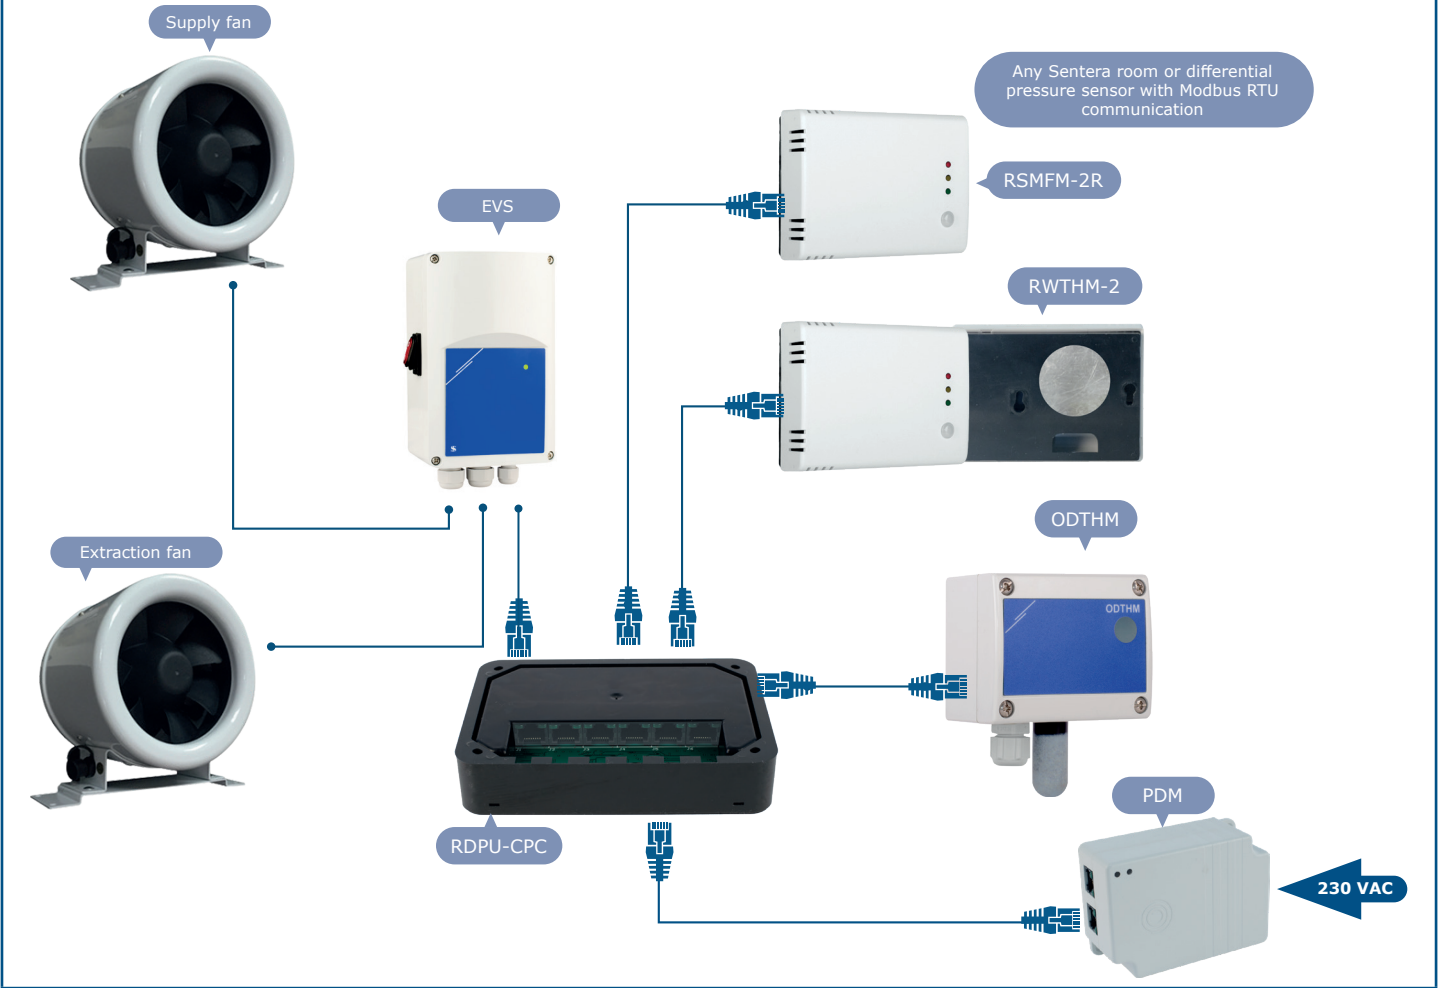 Supply fan
Any Sentera room or differential
pressure sensor with Modbus RTU
communication
RSMFM-2R
EVS
RWTHM-2
ODTHM
ODTHM
Extraction fan
RDPU-CPC
PDM
230 VAC